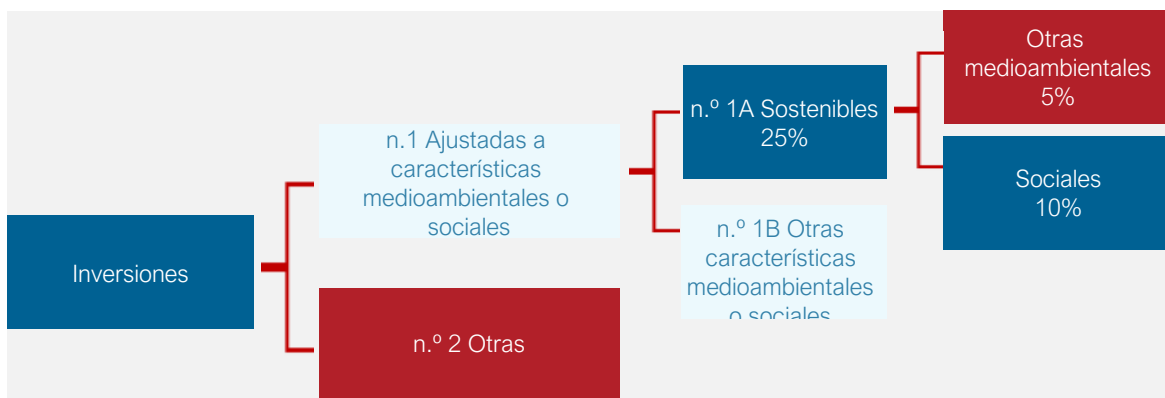 Inversiones
n.1 Ajustadas a
características
medioambientales o
sociales
n.º 2 Otras
n.º 1A Sostenibles
25%
n.º 1B Otras
características
medioambientales
o sociales
Otras
medioambientales
5%
Sociales
10%